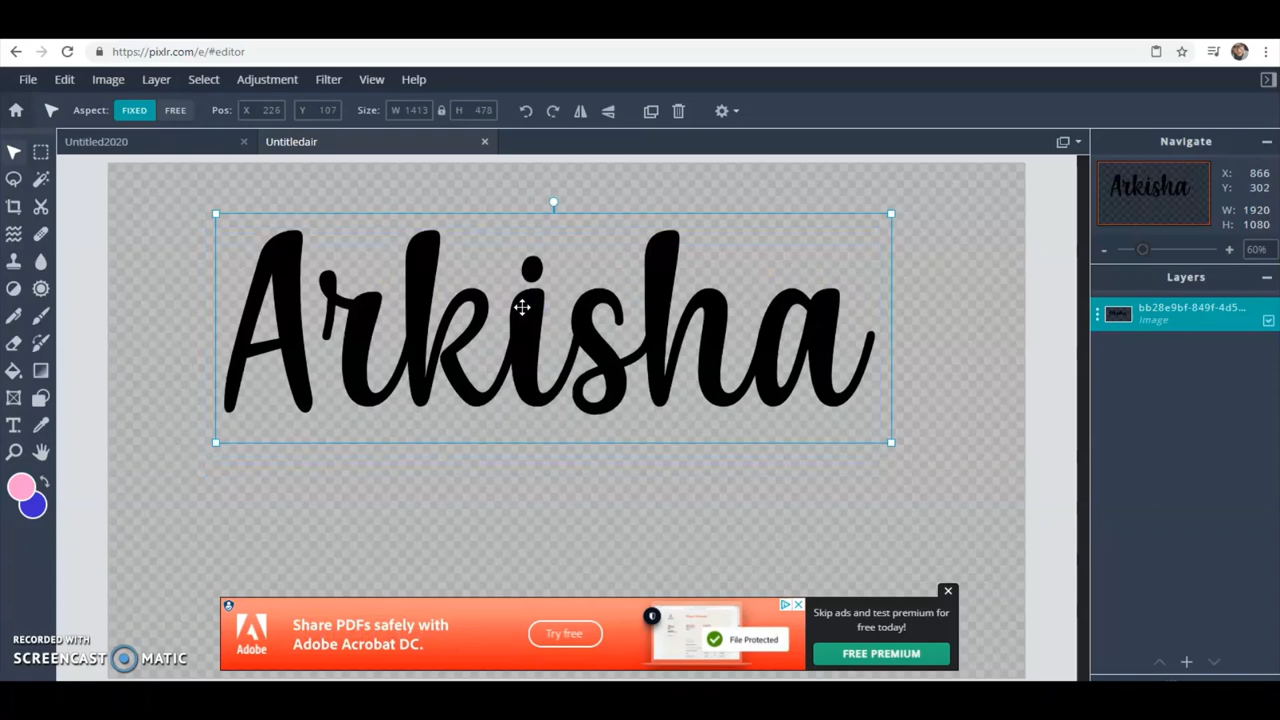 https://pixlr.com/e/#editor
File Edit Image Layer Select Adjustment Filter View Help
Aspect: FIXED FREE Pos: X 226 Y 107 Size: W 1413 H 478
Untitled2020 Untitledair
Navigate
Arkisha
X: 866
Y: 302
W: 1920
H: 1080
60%
Layers
bb28e9bf-849f-4d5...
Image
Arkisha
Adobe
Share PDFs safely with
Adobe Acrobat DC.
Try free
File Protected
Skip ads and test premium for
free today!
FREE PREMIUM
RECORDED WITH
SCREENCAST MATIC